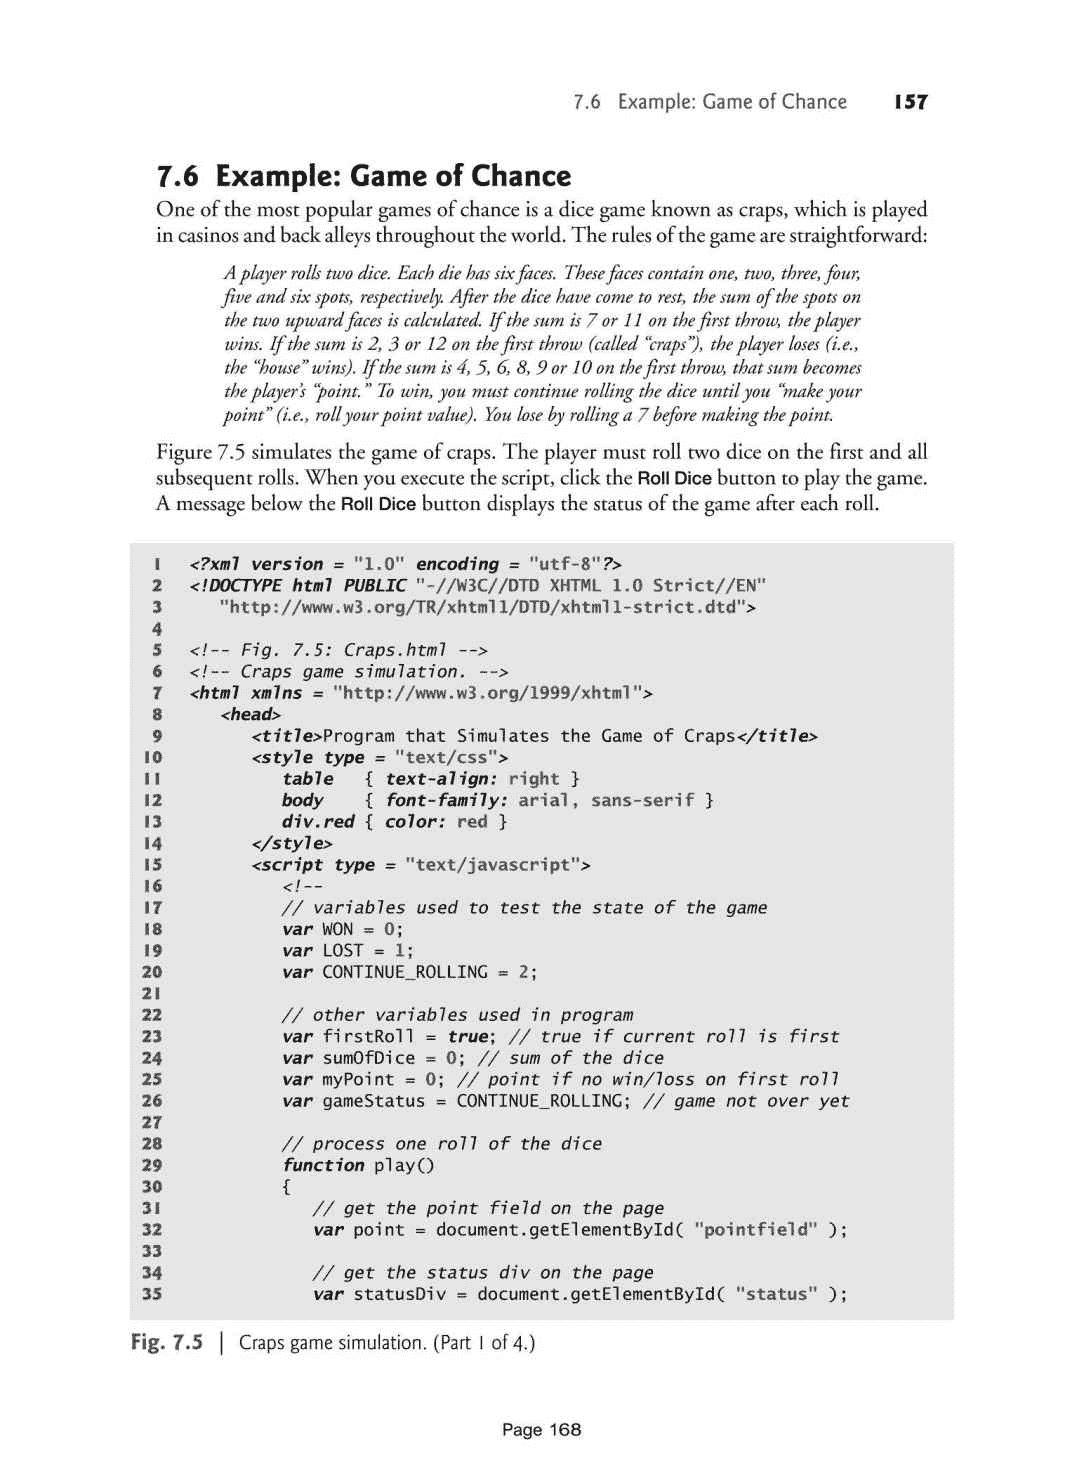 7.6 Example: Game of Chance 157
7.6 Example: Game of Chance
One of the most popular games of chance is a dice game known as craps, which is played
in casinos and back alleys throughout the world. The rules of the game are straightforward:
A player rolls two dice. Each die has six faces. These faces contain one, two, three, four,
five and six spots, respectively. After the dice have come to rest, the sum of the spots on
the two upward faces is calculated. If the sum is 7 or 11 on the first throw, the player
wins. If the sum is 2, 3 or 12 on the first throw (called “craps”), the player loses (i.e.,
the “house” wins). If the sum is 4, 5, 6, 8, 9 or 10 on the first throw, that sum becomes
the player’s “point.” To win, you must continue rolling the dice until you “make your
point” (i.e., roll your point value). You lose by rolling a 7 before making the point.
Figure 7.5 simulates the game of craps. The player must roll two dice on the first and all
subsequent rolls. When you execute the script, click the Roll Dice button to play the game.
A message below the Roll Dice button displays the status of the game after each roll.
1 <?xml version = "1.0" encoding = "utf-8"?>
2 <!DOCTYPE html PUBLIC "-//W3C//DTD XHTML 1.0 Strict//EN"
3 "http://www.w3.org/TR/xhtml1/DTD/xhtml1-strict.dtd">
4
5 <!-- Fig. 7.5: Craps.html -->
6 <!-- Craps game simulation. -->
7 <html xmlns = "http://www.w3.org/1999/xhtml">
8 <head>
9 <title>Program that Simulates the Game of Craps</title>
10 <style type = "text/css">
11 table { text-align: right }
12 body { font-family: arial, sans-serif }
13 div.red { color: red }
14 </style>
15 <script type = "text/javascript">
16 <!--
17 // variables used to test the state of the game
18 var WON = 0;
19 var LOST = 1;
20 var CONTINUE_ROLLING = 2;
21
22 // other variables used in program
23 var firstRoll = true; // true if current roll is first
24 var sumOfDice = 0; // sum of the dice
25 var myPoint = 0; // point if no win/loss on first roll
26 var gameStatus = CONTINUE_ROLLING; // game not over yet
27
28 // process one roll of the dice
29 function play()
30 {
31 // get the point field on the page
32 var point = document.getElementById( "pointfield" );
33
34 // get the status div on the page
35 var statusDiv = document.getElementById( "status" );
Fig. 7.5 | Craps game simulation. (Part 1 of 4.)
Page 168